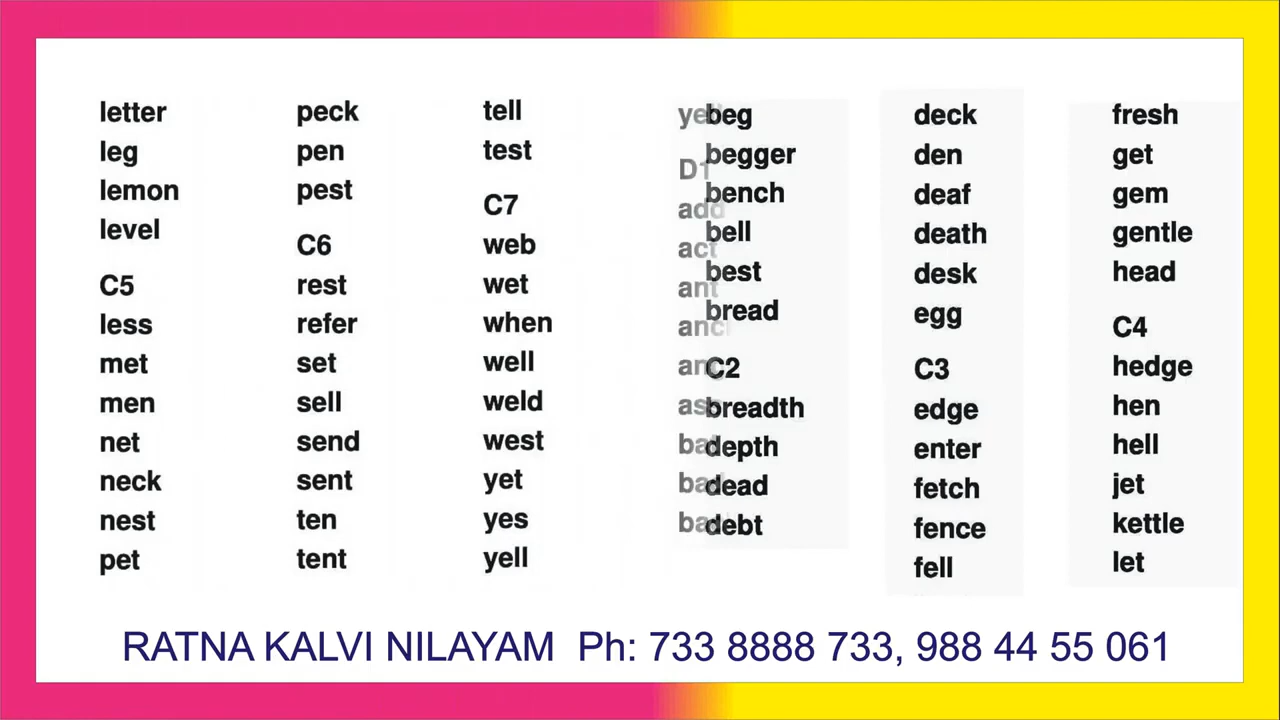 letter
leg
lemon
level
C5
less
met
men
net
neck
nest
pet
peck
pen
pest
C6
rest
refer
set
sell
send
sent
ten
tent
tell
test
C7
web
wet
when
well
weld
west
yet
yes
yell
D1
add
act
ant
beg
begger
bench
bell
best
bread
C2
breadth
depth
dead
debt
deck
den
deaf
death
desk
egg
C3
edge
enter
fetch
fence
fell
fresh
get
gem
gentle
head
C4
hedge
hen
hell
jet
kettle
let
RATNA KALVI NILAYAM Ph: 733 8888 733, 988 44 55 061